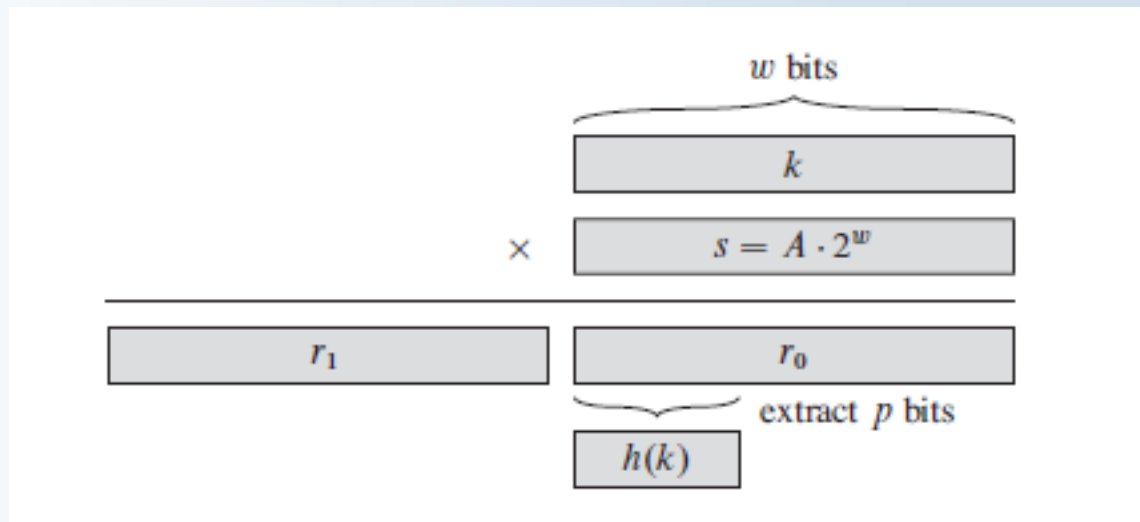 w bits
k
× s = A · 2^w
r₁ r₀
extract p bits
h(k)